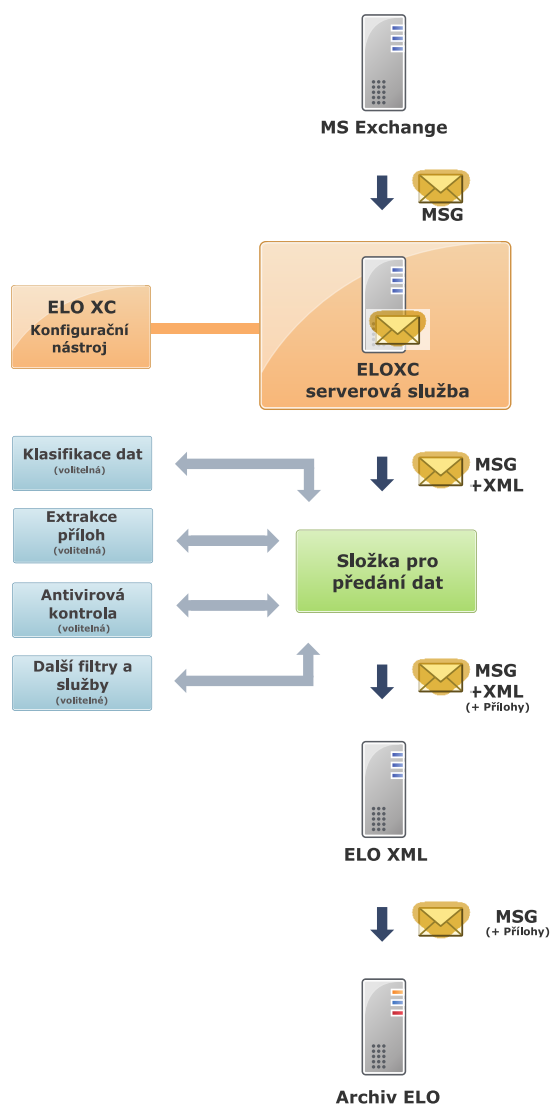 MS Exchange
MSG
ELO XC
Konfigurační
nástroj
ELOXC
serverová služba
Klasifikace dat
(volitelná)
MSG
+XML
Extrakce
příloh
(volitelná)
Složka pro
předání dat
Antivirová
kontrola
(volitelná)
Další filtry a
služby
(volitelné)
MSG
+XML
(+ Přílohy)
ELO XML
MSG
(+ Přílohy)
Archiv ELO